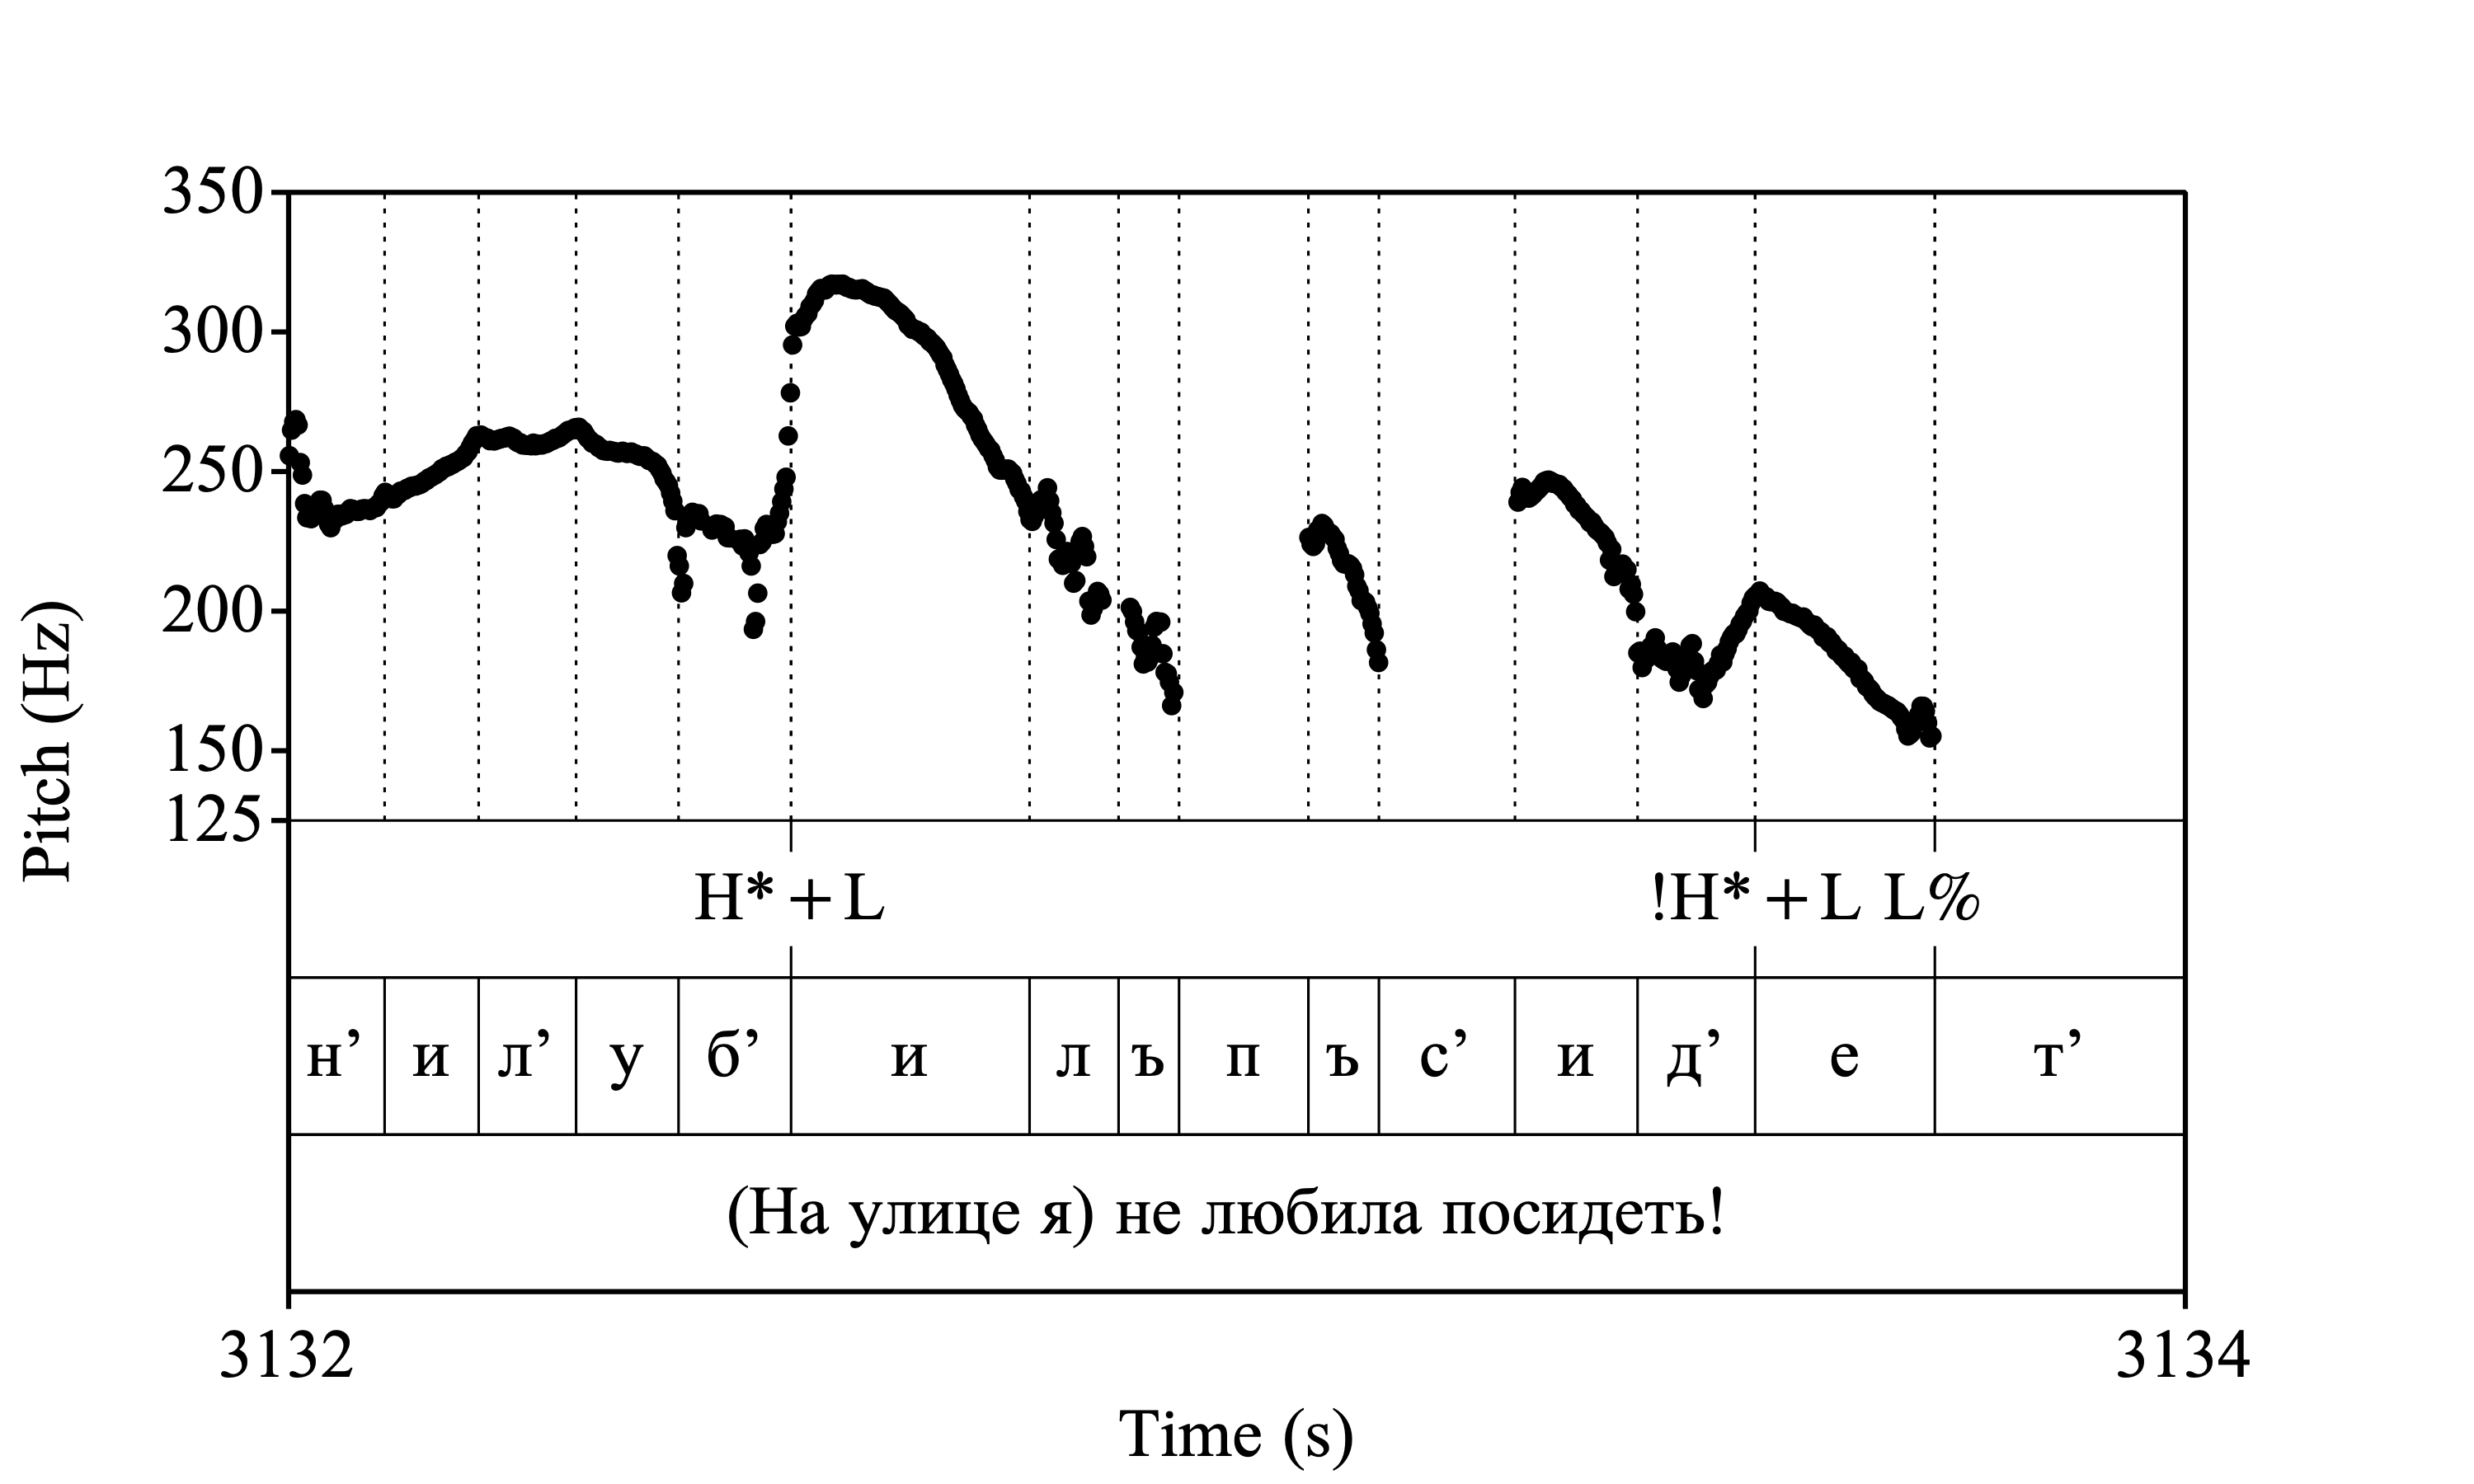 350
300
250
200
150
125
Pitch (Hz)
H*+L !H*+L L%
н’ и л’ у б’ и л ъ п ъ с’ и д’ е т’
(На улице я) не любила посидеть!
3132 3134
Time (s)